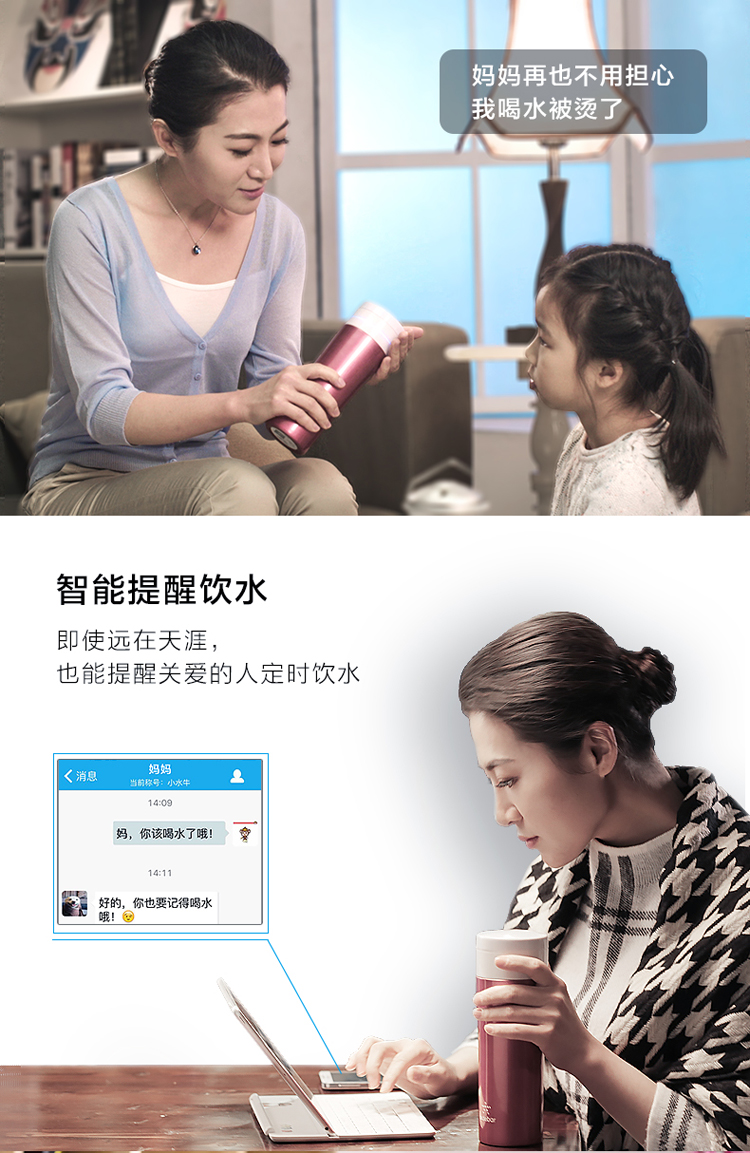 妈妈再也不用担心
我喝水被烫了
智能提醒饮水
即使远在天涯，
也能提醒关爱的人定时饮水
消息
妈妈
当前称号：小水牛
14:09
妈，你该喝水了哦！
14:11
好的，你也要记得喝水
哦！